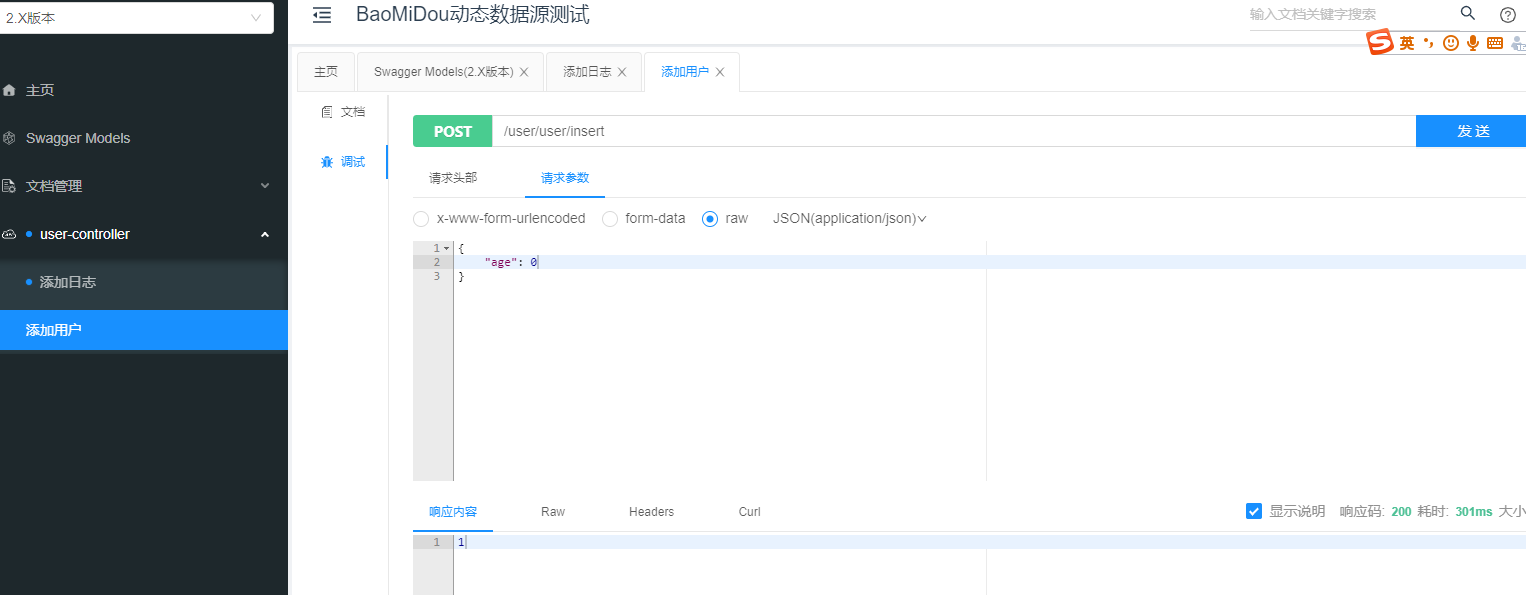 2.X版本
BaoMiDou动态数据源测试
输入文档关键字搜索
英
主页
Swagger Models
文档管理
user-controller
添加日志
添加用户
主页 Swagger Models(2.X版本) 添加日志 添加用户
文档
调试
POST /user/user/insert 发 送
请求头部 请求参数
x-www-form-urlencoded form-data raw JSON(application/json)
1 {
2 "age": 0
3 }
响应内容 Raw Headers Curl 显示说明 响应码: 200 耗时: 301ms 大小
1 1